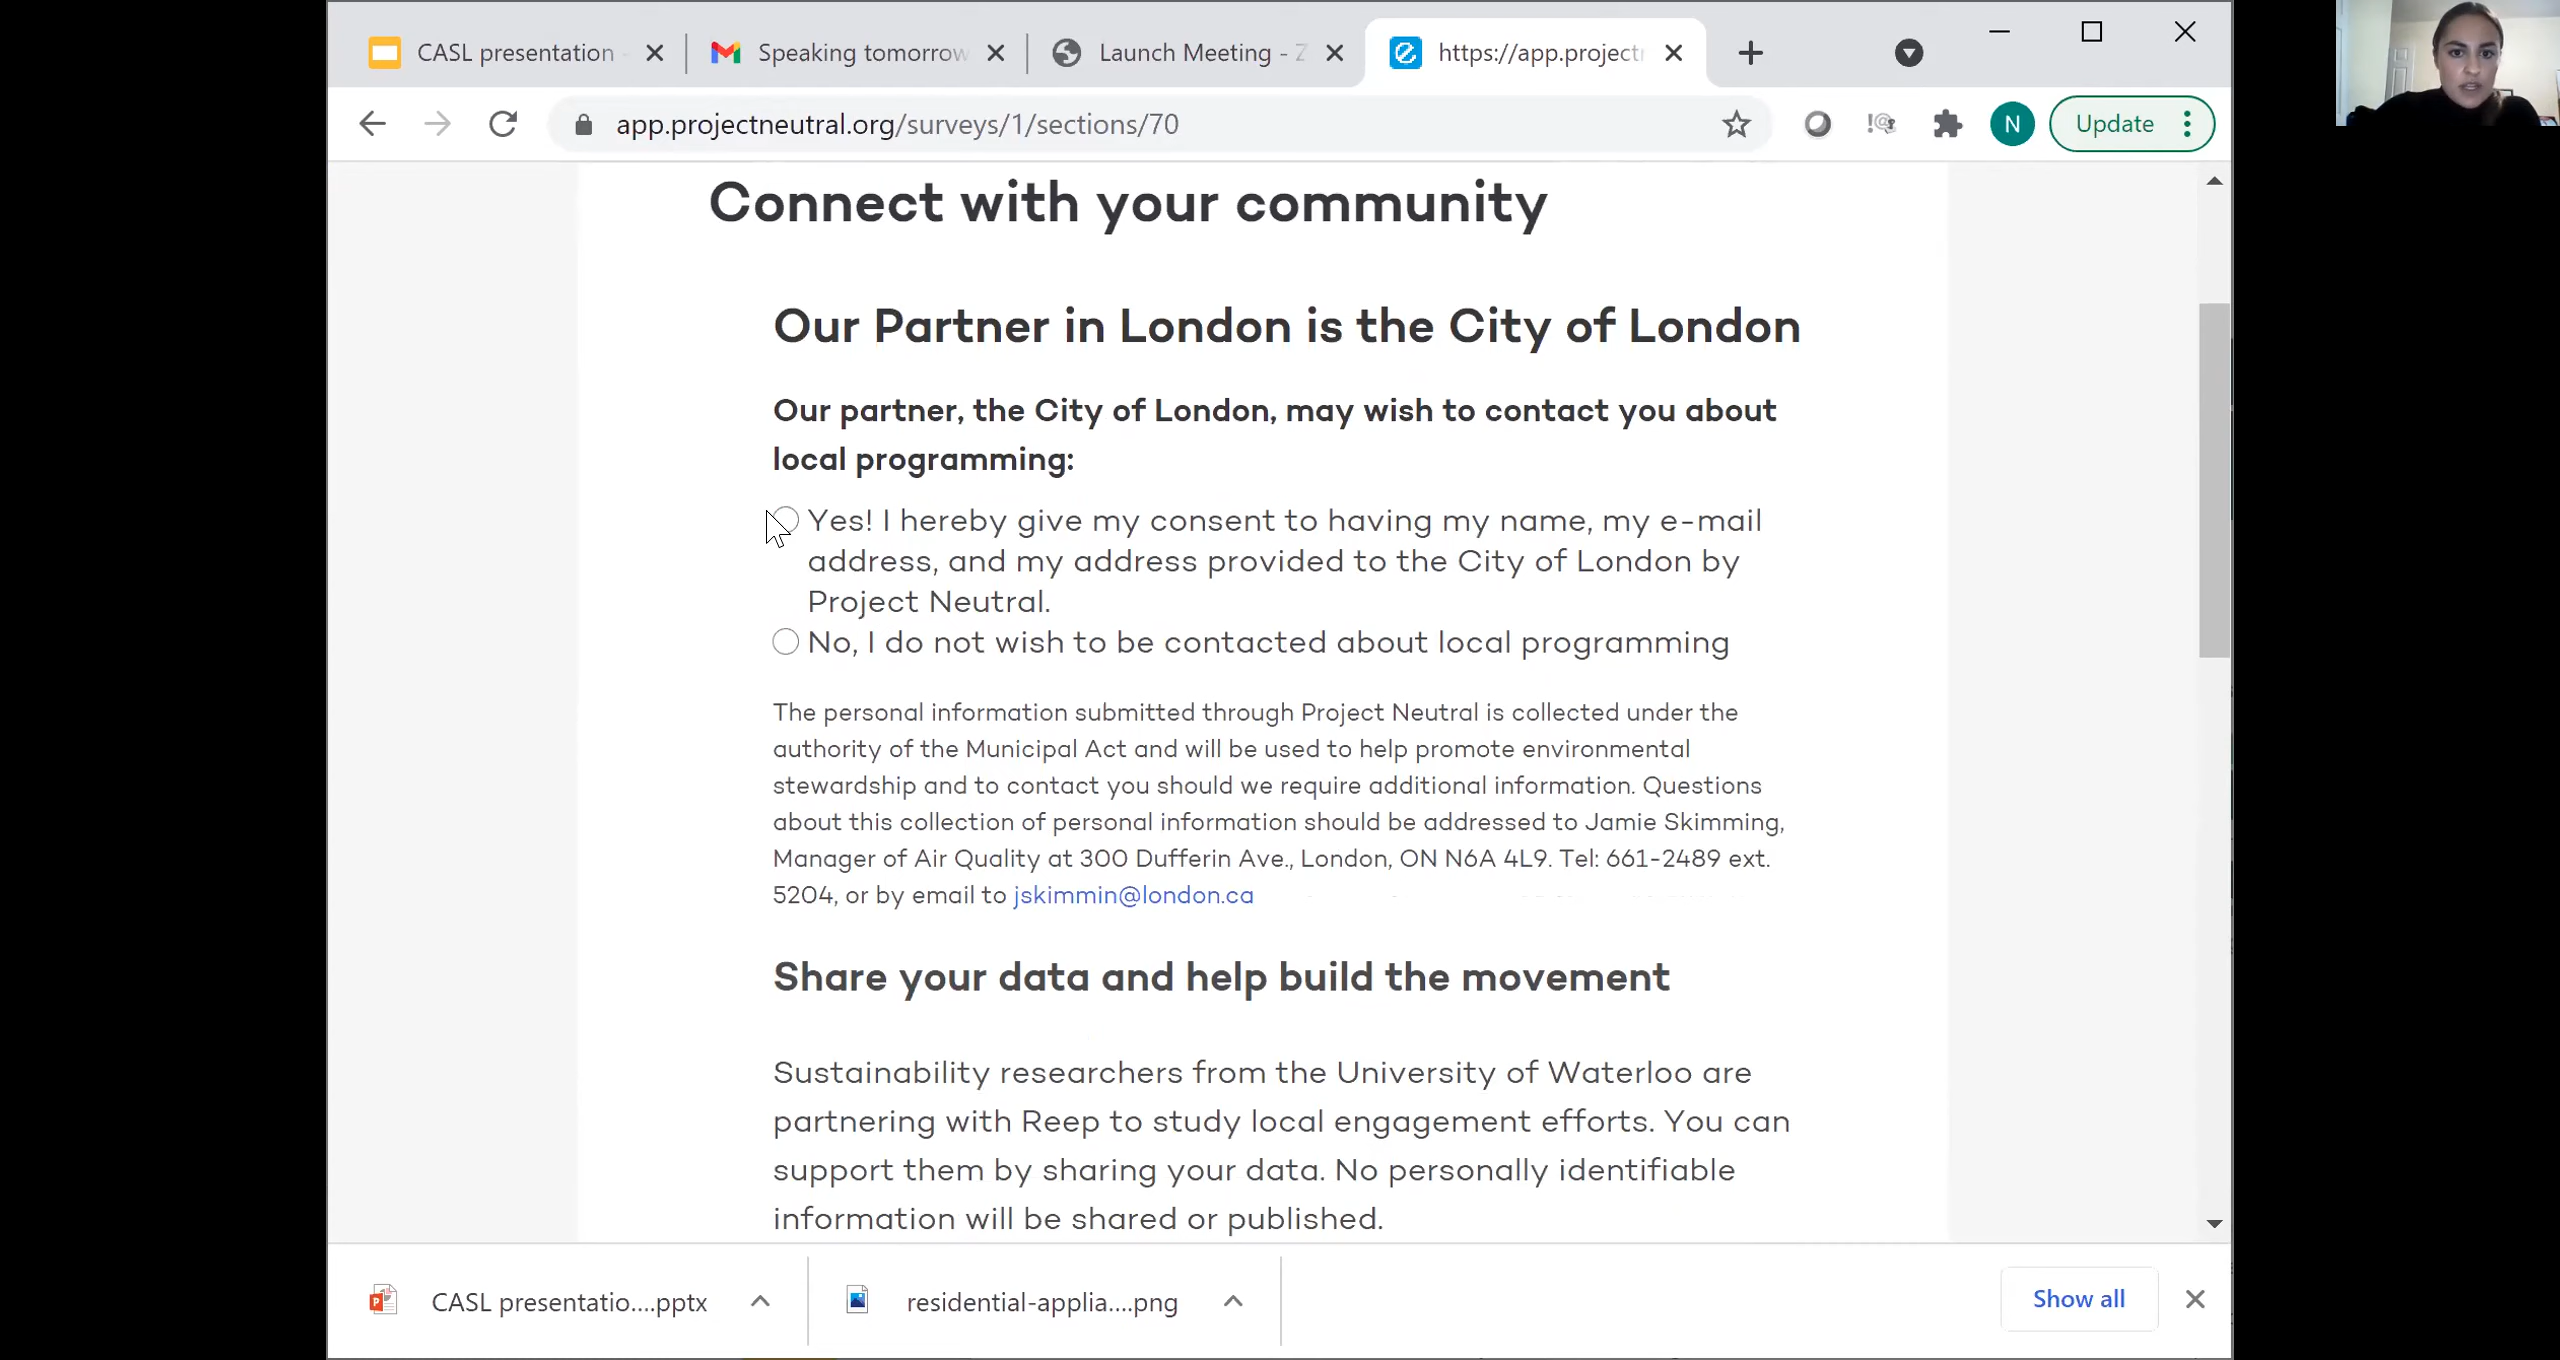 CASL presentation -
Speaking tomorrow
Launch Meeting - Z
https://app.project
app.projectneutral.org/surveys/1/sections/70
N
Update
Connect with your community
Our Partner in London is the City of London
Our partner, the City of London, may wish to contact you about
local programming:
Yes! I hereby give my consent to having my name, my e-mail
address, and my address provided to the City of London by
Project Neutral.
No, I do not wish to be contacted about local programming
The personal information submitted through Project Neutral is collected under the
authority of the Municipal Act and will be used to help promote environmental
stewardship and to contact you should we require additional information. Questions
about this collection of personal information should be addressed to Jamie Skimming,
Manager of Air Quality at 300 Dufferin Ave., London, ON N6A 4L9. Tel: 661-2489 ext.
5204, or by email to jskimmin@london.ca
Share your data and help build the movement
Sustainability researchers from the University of Waterloo are
partnering with Reep to study local engagement efforts. You can
support them by sharing your data. No personally identifiable
information will be shared or published.
CASL presentatio....pptx
residential-applia....png
Show all